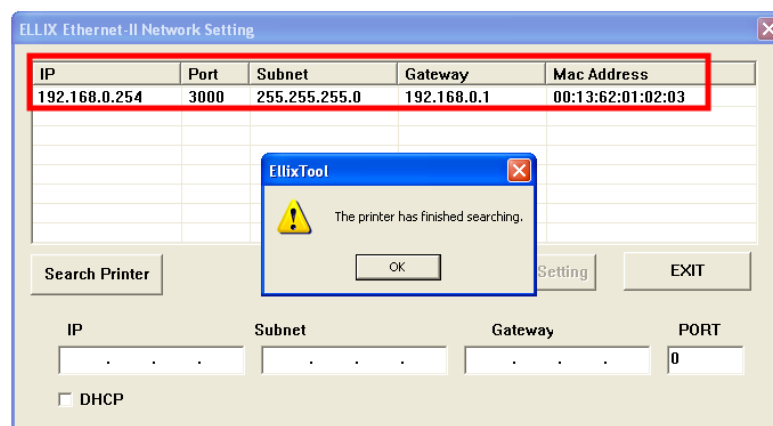 ELLIX Ethernet-II Network Setting
IP Port Subnet Gateway Mac Address
192.168.0.254 3000 255.255.255.0 192.168.0.1 00:13:62:01:02:03
EllixTool
The printer has finished searching.
OK
Search Printer Setting EXIT
IP Subnet Gateway PORT
. . . . . . . . . 0
DHCP